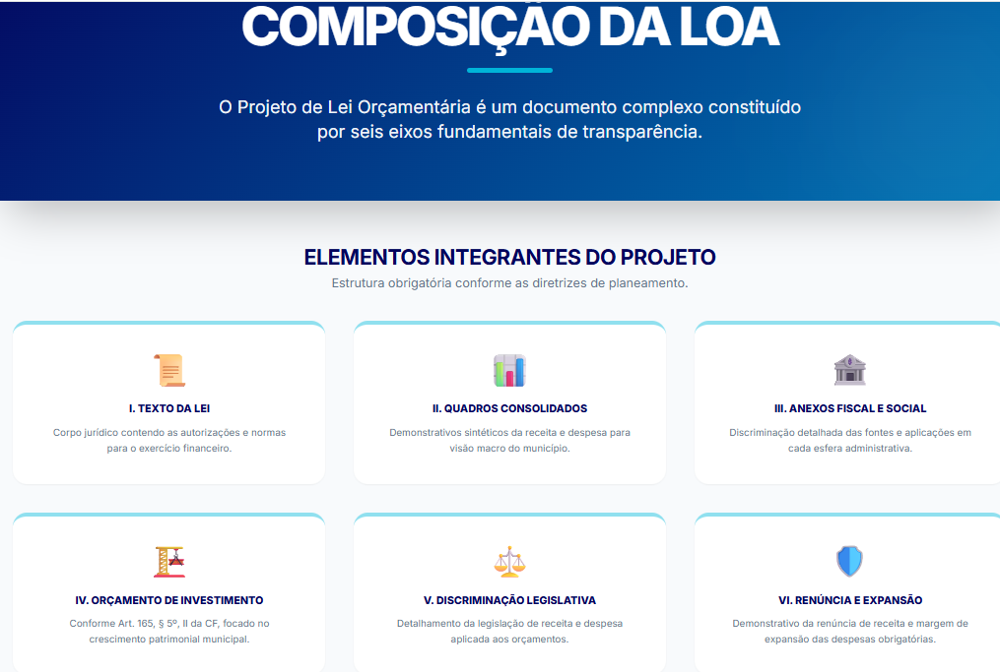 COMPOSIÇÃO DA LOA
O Projeto de Lei Orçamentária é um documento complexo constituído
por seis eixos fundamentais de transparência.
ELEMENTOS INTEGRANTES DO PROJETO
Estrutura obrigatória conforme as diretrizes de planeamento.
I. TEXTO DA LEI
Corpo jurídico contendo as autorizações e normas
para o exercício financeiro.
II. QUADROS CONSOLIDADOS
Demonstrativos sintéticos da receita e despesa para
visão macro do município.
III. ANEXOS FISCAL E SOCIAL
Discriminação detalhada das fontes e aplicações em
cada esfera administrativa.
IV. ORÇAMENTO DE INVESTIMENTO
Conforme Art. 165, § 5º, II da CF, focado no
crescimento patrimonial municipal.
V. DISCRIMINAÇÃO LEGISLATIVA
Detalhamento da legislação de receita e despesa
aplicada aos orçamentos.
VI. RENÚNCIA E EXPANSÃO
Demonstrativo da renúncia de receita e margem de
expansão das despesas obrigatórias.